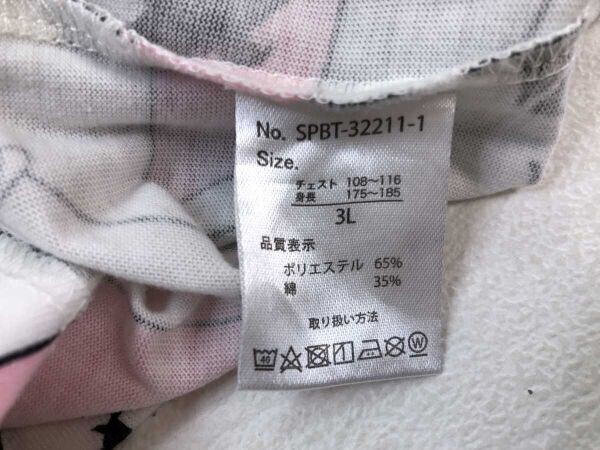 No. SPBT-32211-1
Size.
チェスト 108～116
身長 175～185
3L
品質表示
ポリエステル 65%
綿 35%
取り扱い方法
40
W